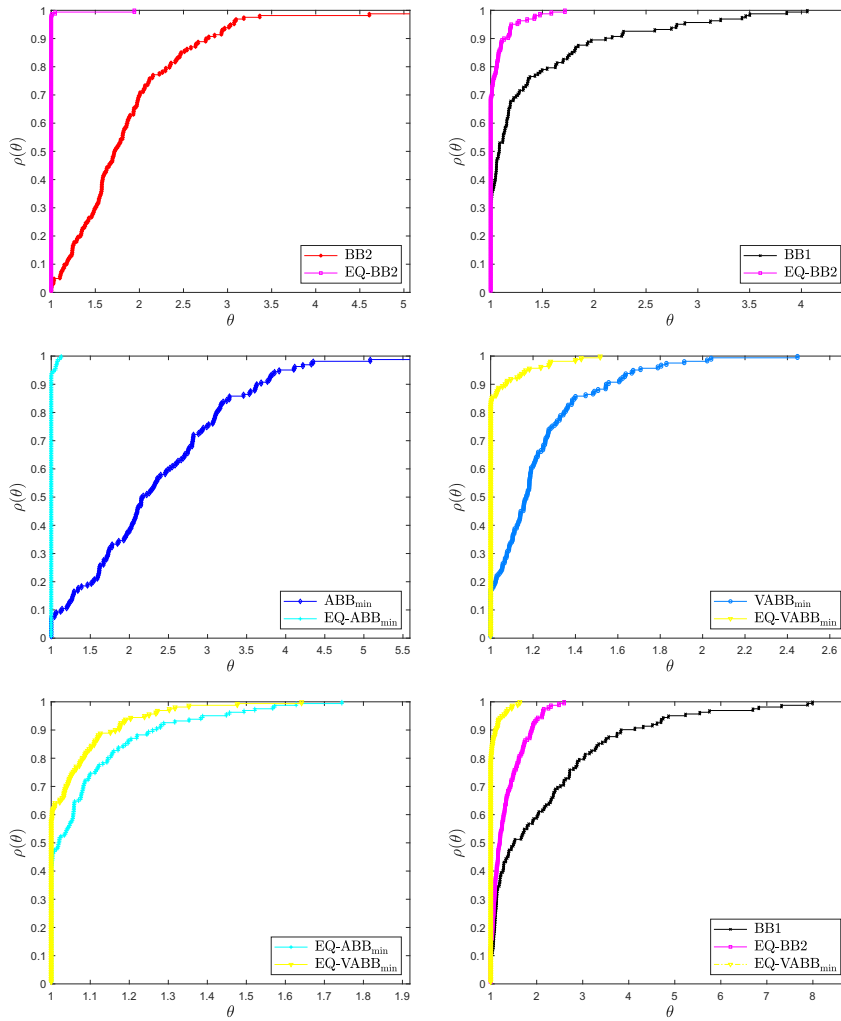 1
0.9
0.8
0.7
0.6
0.5
0.4
0.3
0.2
0.1
0
ρ(θ)
1 1.5 2 2.5 3 3.5 4 4.5 5
θ
BB2
EQ-BB2
1
0.9
0.8
0.7
0.6
0.5
0.4
0.3
0.2
0.1
0
ρ(θ)
1 1.5 2 2.5 3 3.5 4
θ
BB1
EQ-BB2
1
0.9
0.8
0.7
0.6
0.5
0.4
0.3
0.2
0.1
0
ρ(θ)
1 1.5 2 2.5 3 3.5 4 4.5 5 5.5
θ
ABB_min
EQ-ABB_min
1
0.9
0.8
0.7
0.6
0.5
0.4
0.3
0.2
0.1
0
ρ(θ)
1 1.2 1.4 1.6 1.8 2 2.2 2.4 2.6
θ
VABB_min
EQ-VABB_min
1
0.9
0.8
0.7
0.6
0.5
0.4
0.3
0.2
0.1
0
ρ(θ)
1 1.1 1.2 1.3 1.4 1.5 1.6 1.7 1.8 1.9
θ
EQ-ABB_min
EQ-VABB_min
1
0.9
0.8
0.7
0.6
0.5
0.4
0.3
0.2
0.1
0
ρ(θ)
1 2 3 4 5 6 7 8
θ
BB1
EQ-BB2
EQ-VABB_min